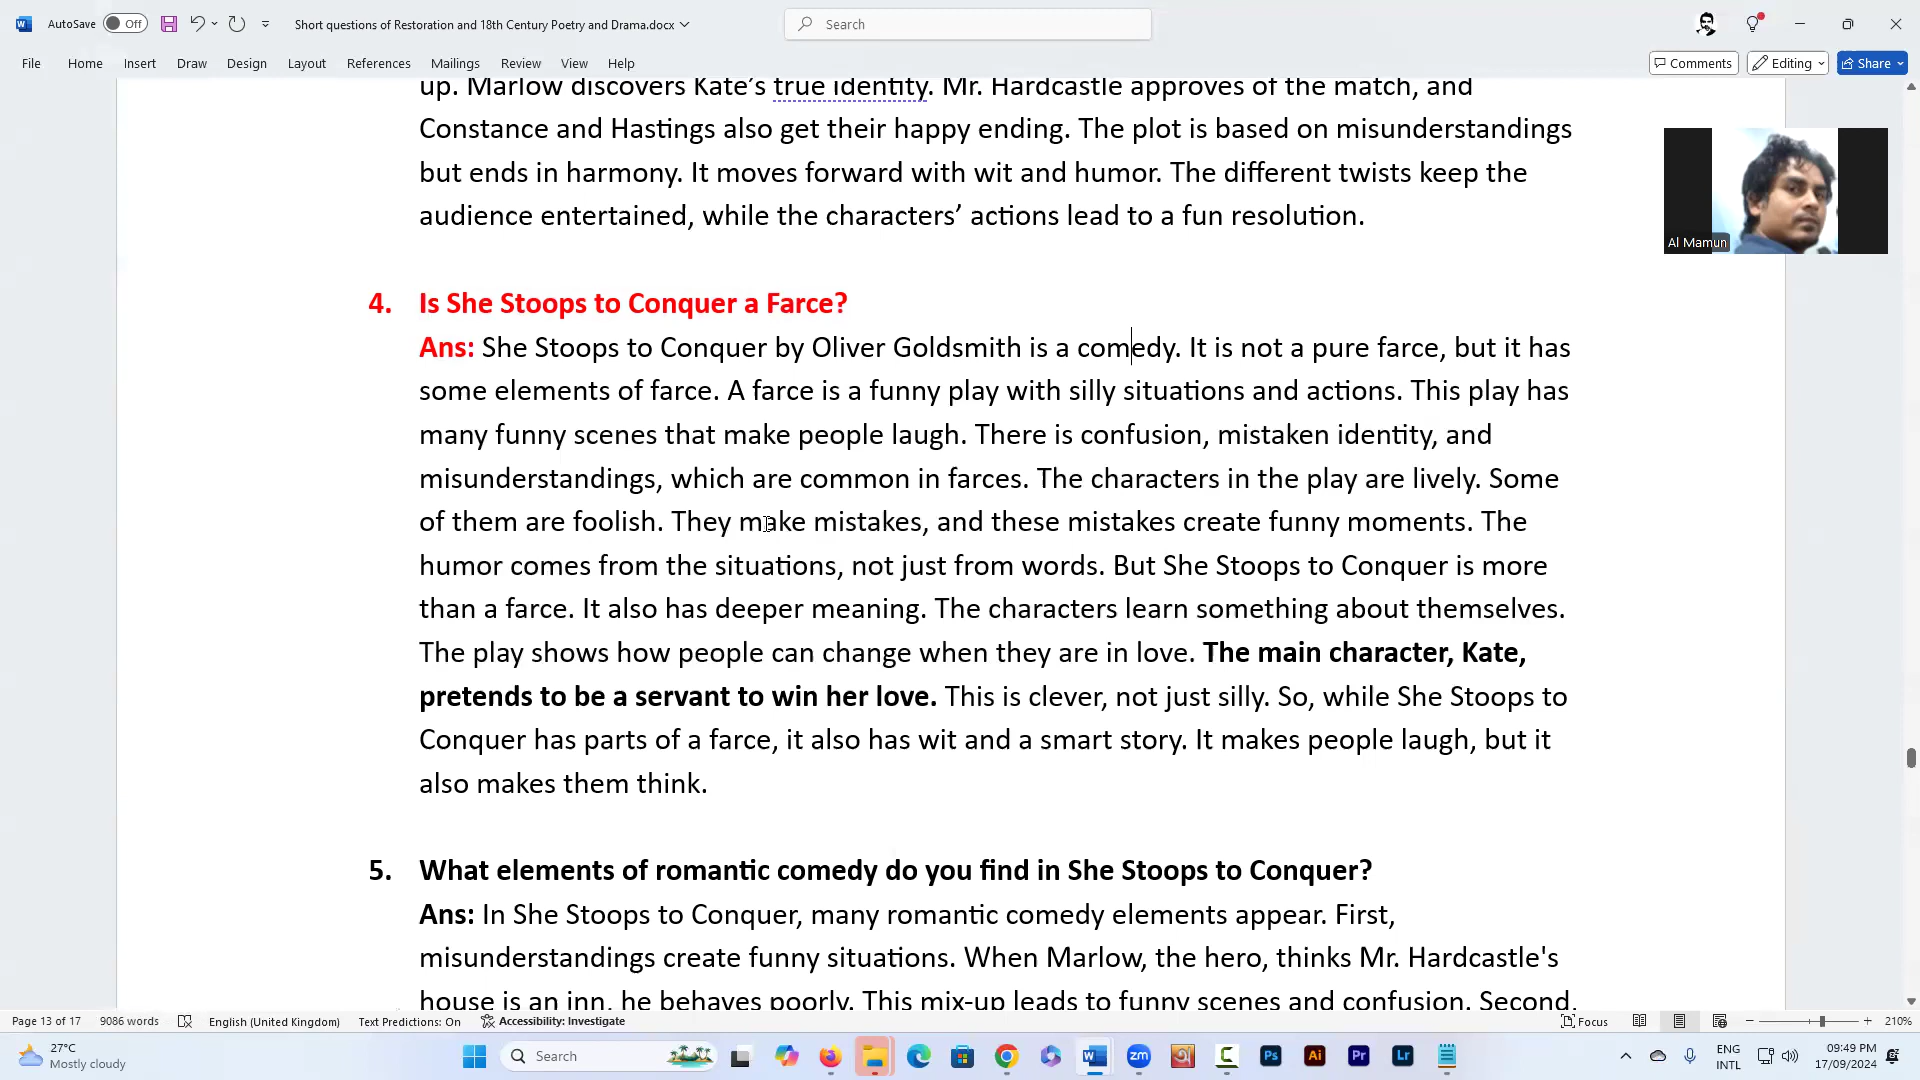 AutoSave Off Short questions of Restoration and 18th Century Poetry and Drama.docx Search
File Home Insert Draw Design Layout References Mailings Review View Help Comments Editing Share
up. Marlow discovers Kate’s true identity. Mr. Hardcastle approves of the match, and
Constance and Hastings also get their happy ending. The plot is based on misunderstandings
but ends in harmony. It moves forward with wit and humor. The different twists keep the
audience entertained, while the characters’ actions lead to a fun resolution.
Al Mamun
4. Is She Stoops to Conquer a Farce?
Ans: She Stoops to Conquer by Oliver Goldsmith is a comedy. It is not a pure farce, but it has
some elements of farce. A farce is a funny play with silly situations and actions. This play has
many funny scenes that make people laugh. There is confusion, mistaken identity, and
misunderstandings, which are common in farces. The characters in the play are lively. Some
of them are foolish. They make mistakes, and these mistakes create funny moments. The
humor comes from the situations, not just from words. But She Stoops to Conquer is more
than a farce. It also has deeper meaning. The characters learn something about themselves.
The play shows how people can change when they are in love. The main character, Kate,
pretends to be a servant to win her love. This is clever, not just silly. So, while She Stoops to
Conquer has parts of a farce, it also has wit and a smart story. It makes people laugh, but it
also makes them think.
5. What elements of romantic comedy do you find in She Stoops to Conquer?
Ans: In She Stoops to Conquer, many romantic comedy elements appear. First,
misunderstandings create funny situations. When Marlow, the hero, thinks Mr. Hardcastle's
house is an inn, he behaves poorly. This mix-up leads to funny scenes and confusion. Second,
Page 13 of 17 9086 words English (United Kingdom) Text Predictions: On Accessibility: Investigate Focus 210%
27°C
Mostly cloudy
Search
zm Ps Ai Pr Lr
ENG
INTL
09:49 PM
17/09/2024